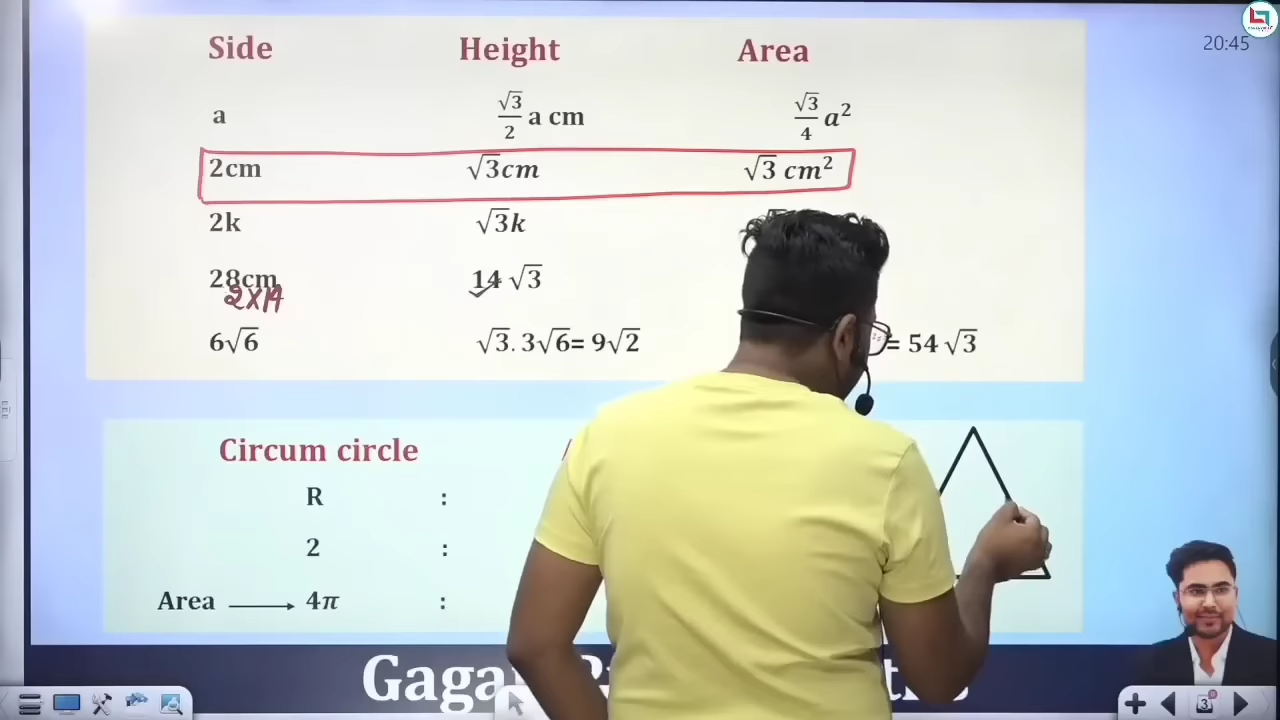 Side Height Area
20:45
a √3/2 a cm √3/4 a²
2cm √3cm √3 cm²
2k √3k
28cm 14 √3
2×14
6√6 √3. 3√6= 9√2 = 54 √3
Circum circle
R :
2 :
Area → 4π :
3